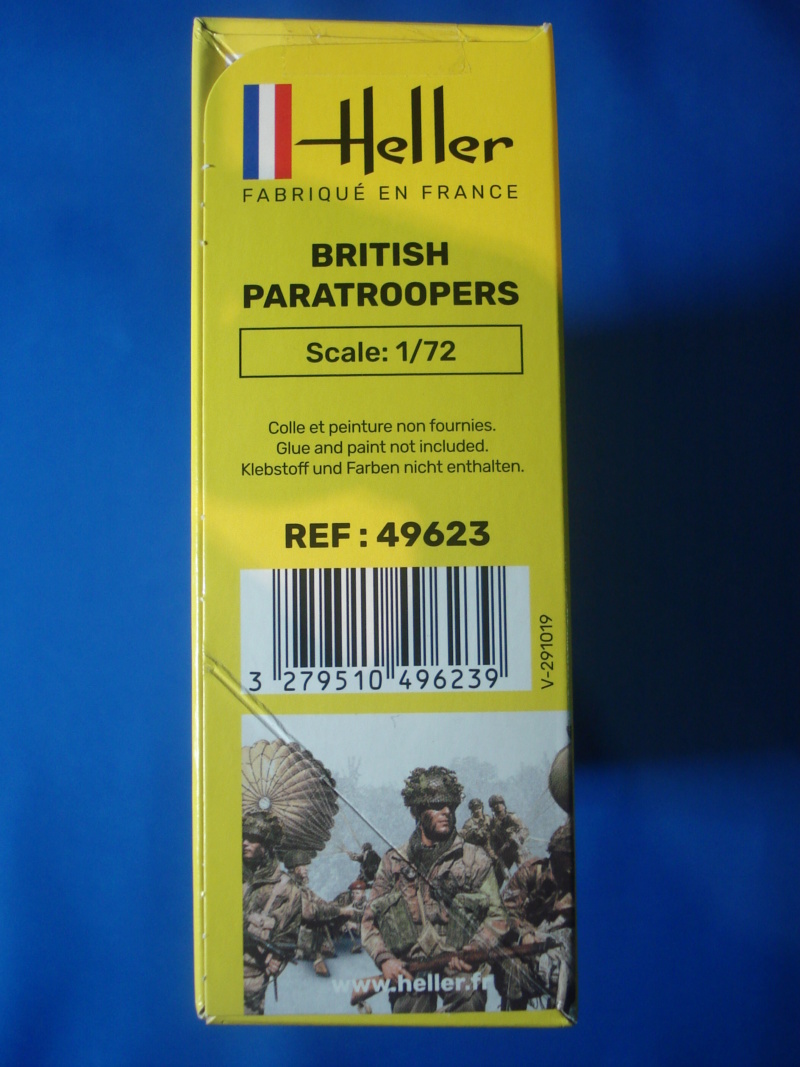 Heller
FABRIQUÉ EN FRANCE
BRITISH
PARATROOPERS
Scale: 1/72
Colle et peinture non fournies.
Glue and paint not included.
Klebstoff und Farben nicht enthalten.
REF : 49623
3 279510 496239
V-291019
www.heller.fr